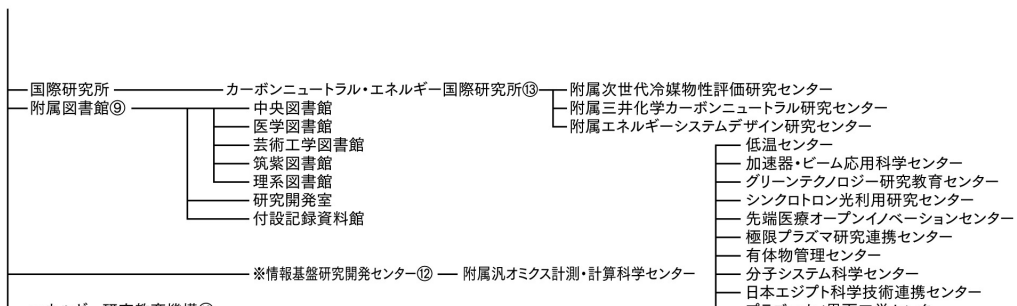 国際研究所 カーボンニュートラル・エネルギー国際研究所⑬ 附属次世代冷媒物性評価研究センター
附属図書館⑨ 中央図書館 附属三井化学カーボンニュートラル研究センター
医学図書館 附属エネルギーシステムデザイン研究センター
芸術工学図書館 低温センター
筑紫図書館 加速器・ビーム応用科学センター
理系図書館 グリーンテクノロジー研究教育センター
研究開発室 シンクロトロン光利用研究センター
付設記録資料館 先端医療オープンイノベーションセンター
極限プラズマ研究連携センター
有体物管理センター
※情報基盤研究開発センター⑫ 附属汎オミクス計測・計算科学センター 分子システム科学センター
日本エジプト科学技術連携センター